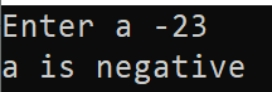 Enter a -23
a is negative